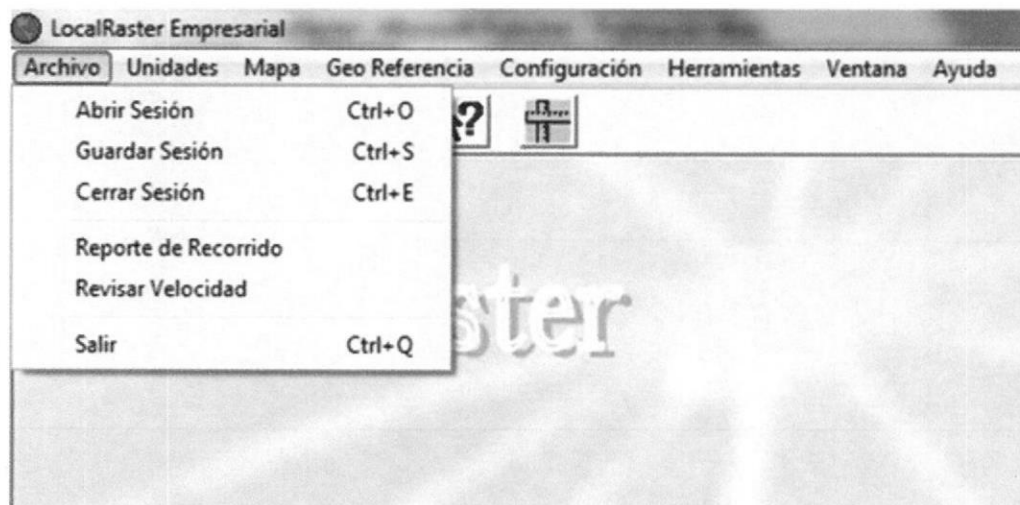 LocalRaster Empresarial
Archivo Unidades Mapa Geo Referencia Configuración Herramientas Ventana Ayuda
Abrir Sesión Ctrl+O
Guardar Sesión Ctrl+S
Cerrar Sesión Ctrl+E
Reporte de Recorrido
Revisar Velocidad
Salir Ctrl+Q
ster